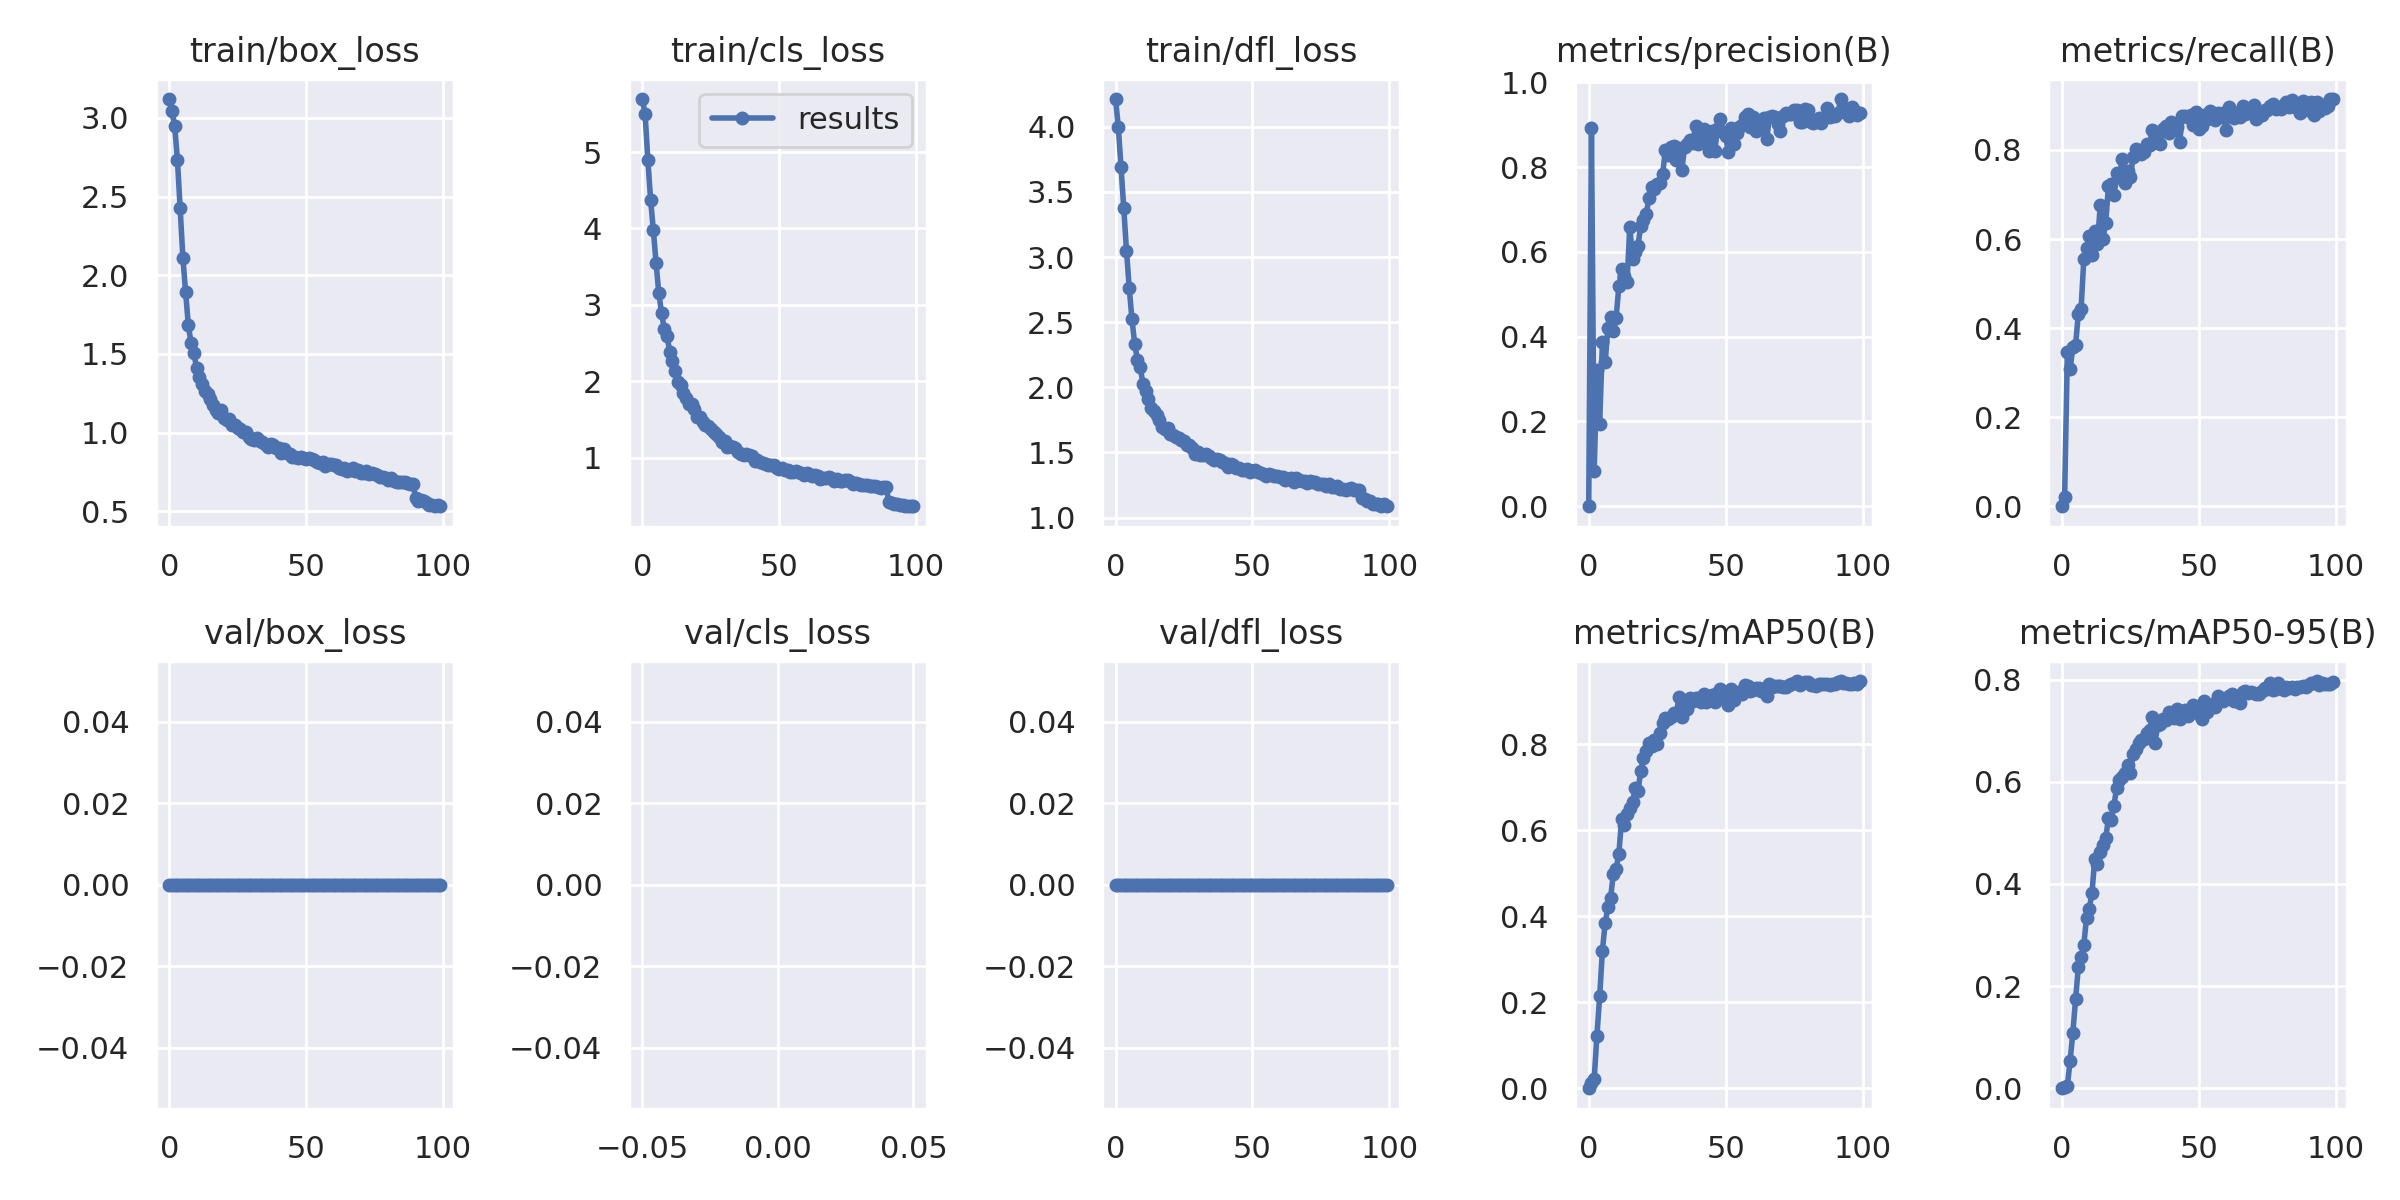 train/box_loss
3.0
2.5
2.0
1.5
1.0
0.5
0 50 100
train/cls_loss
results
5
4
3
2
1
0 50 100
train/dfl_loss
4.0
3.5
3.0
2.5
2.0
1.5
1.0
0 50 100
metrics/precision(B)
1.0
0.8
0.6
0.4
0.2
0.0
0 50 100
metrics/recall(B)
0.8
0.6
0.4
0.2
0.0
0 50 100
val/box_loss
0.04
0.02
0.00
−0.02
−0.04
0 50 100
val/cls_loss
0.04
0.02
0.00
−0.02
−0.04
−0.05 0.00 0.05
val/dfl_loss
0.04
0.02
0.00
−0.02
−0.04
0 50 100
metrics/mAP50(B)
0.8
0.6
0.4
0.2
0.0
0 50 100
metrics/mAP50-95(B)
0.8
0.6
0.4
0.2
0.0
0 50 100